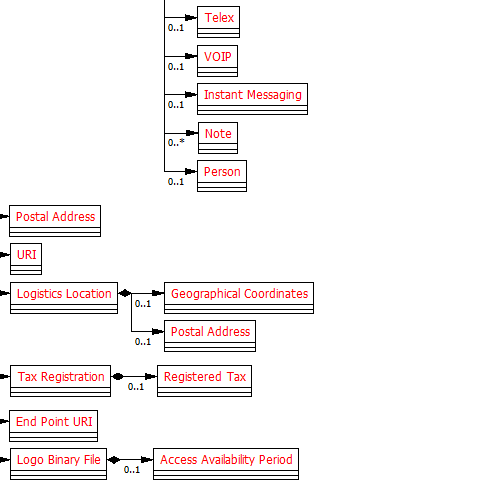 Telex
0..1
VOIP
0..1
Instant Messaging
0..1
Note
0..*
Person
0..1
Postal Address
URI
Logistics Location
0..1
Geographical Coordinates
Postal Address
0..1
Tax Registration
0..1
Registered Tax
End Point URI
Logo Binary File
0..1
Access Availability Period